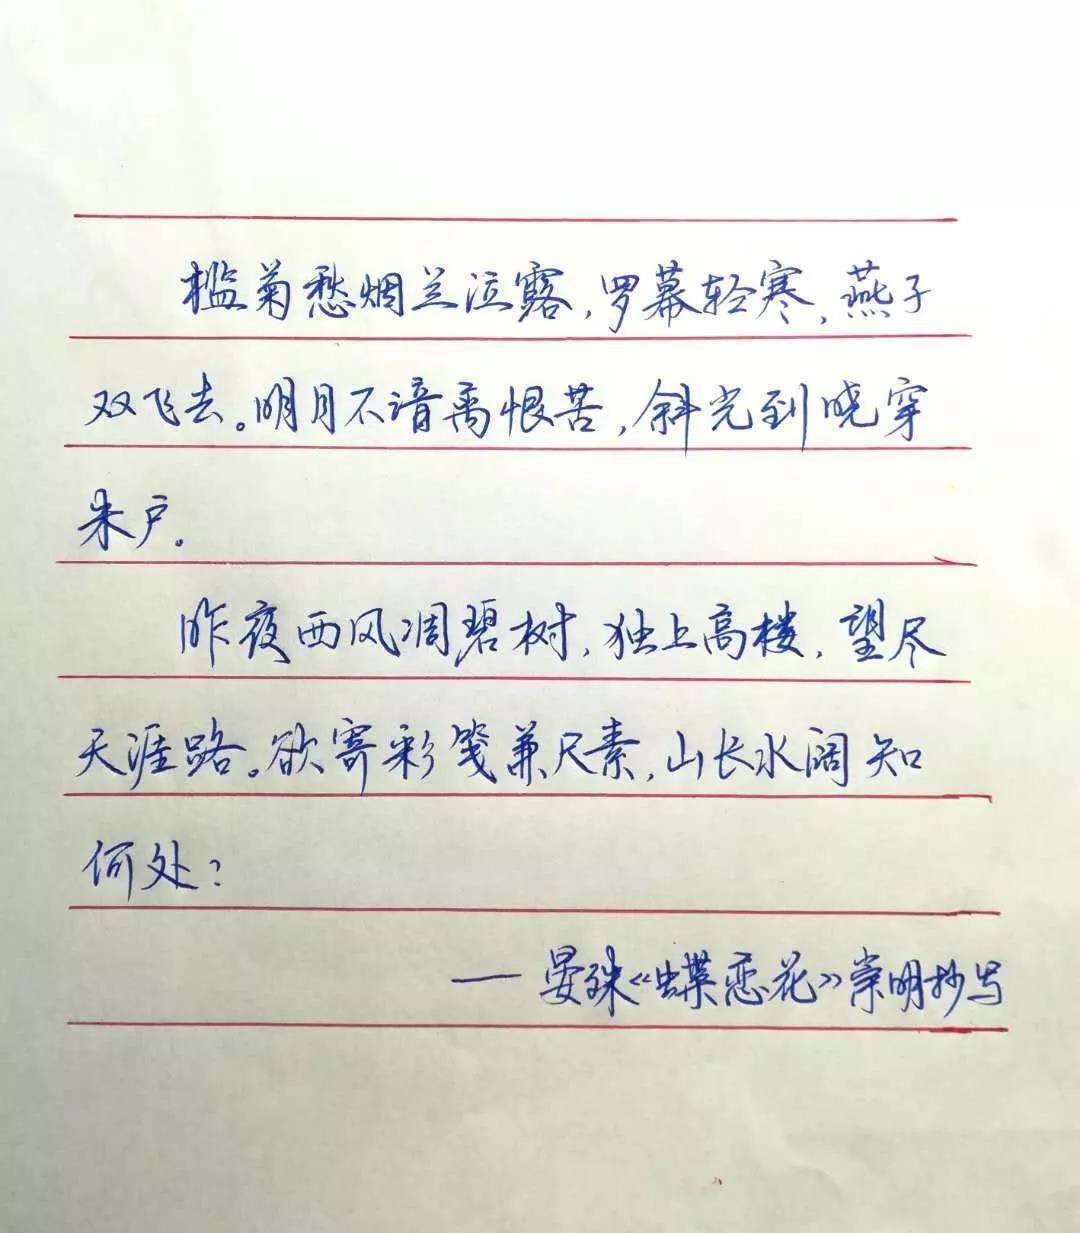 槛菊愁烟兰泣露,罗幕轻寒,燕子
双飞去。明月不谙离恨苦,斜光到晓穿
朱户。
昨夜西风凋碧树,独上高楼,望尽
天涯路。欲寄彩笺兼尺素,山长水阔知
何处?
——晏殊《蝶恋花》崇明抄写